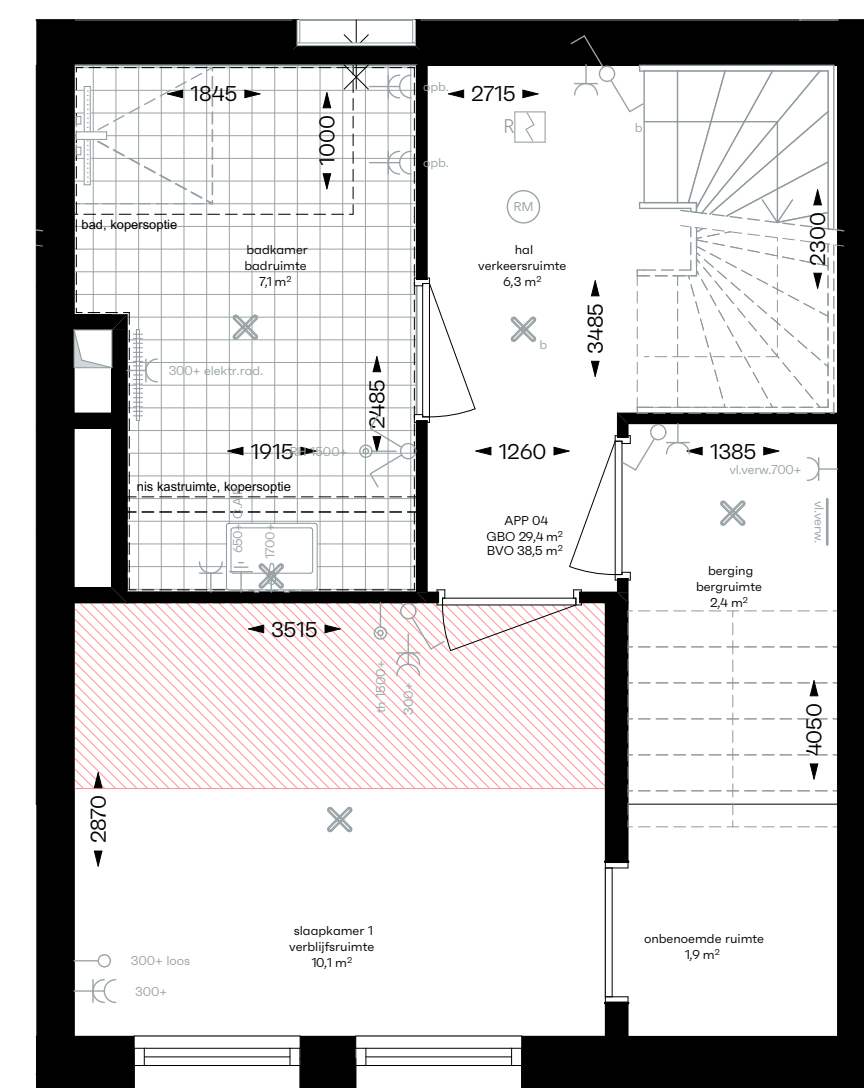 1845
1000
opb.
opb.
2715
R
RM
b
2300
bad, kopersoptie
badkamer
badruimte
7,1 m²
hal
verkeersruimte
6,3 m²
b
3485
300+ elektr.rad.
2485
1915
1500+
1260
1385
vl.verw.700+
vl.verw.
nis kastruimte, kopersoptie
650+
1700+
APP 04
GBO 29,4 m²
BVO 38,5 m²
berging
bergruimte
2,4 m²
3515
th 1500+
300+
4050
2870
slaapkamer 1
verblijfsruimte
10,1 m²
onbenoemde ruimte
1,9 m²
300+ loos
300+